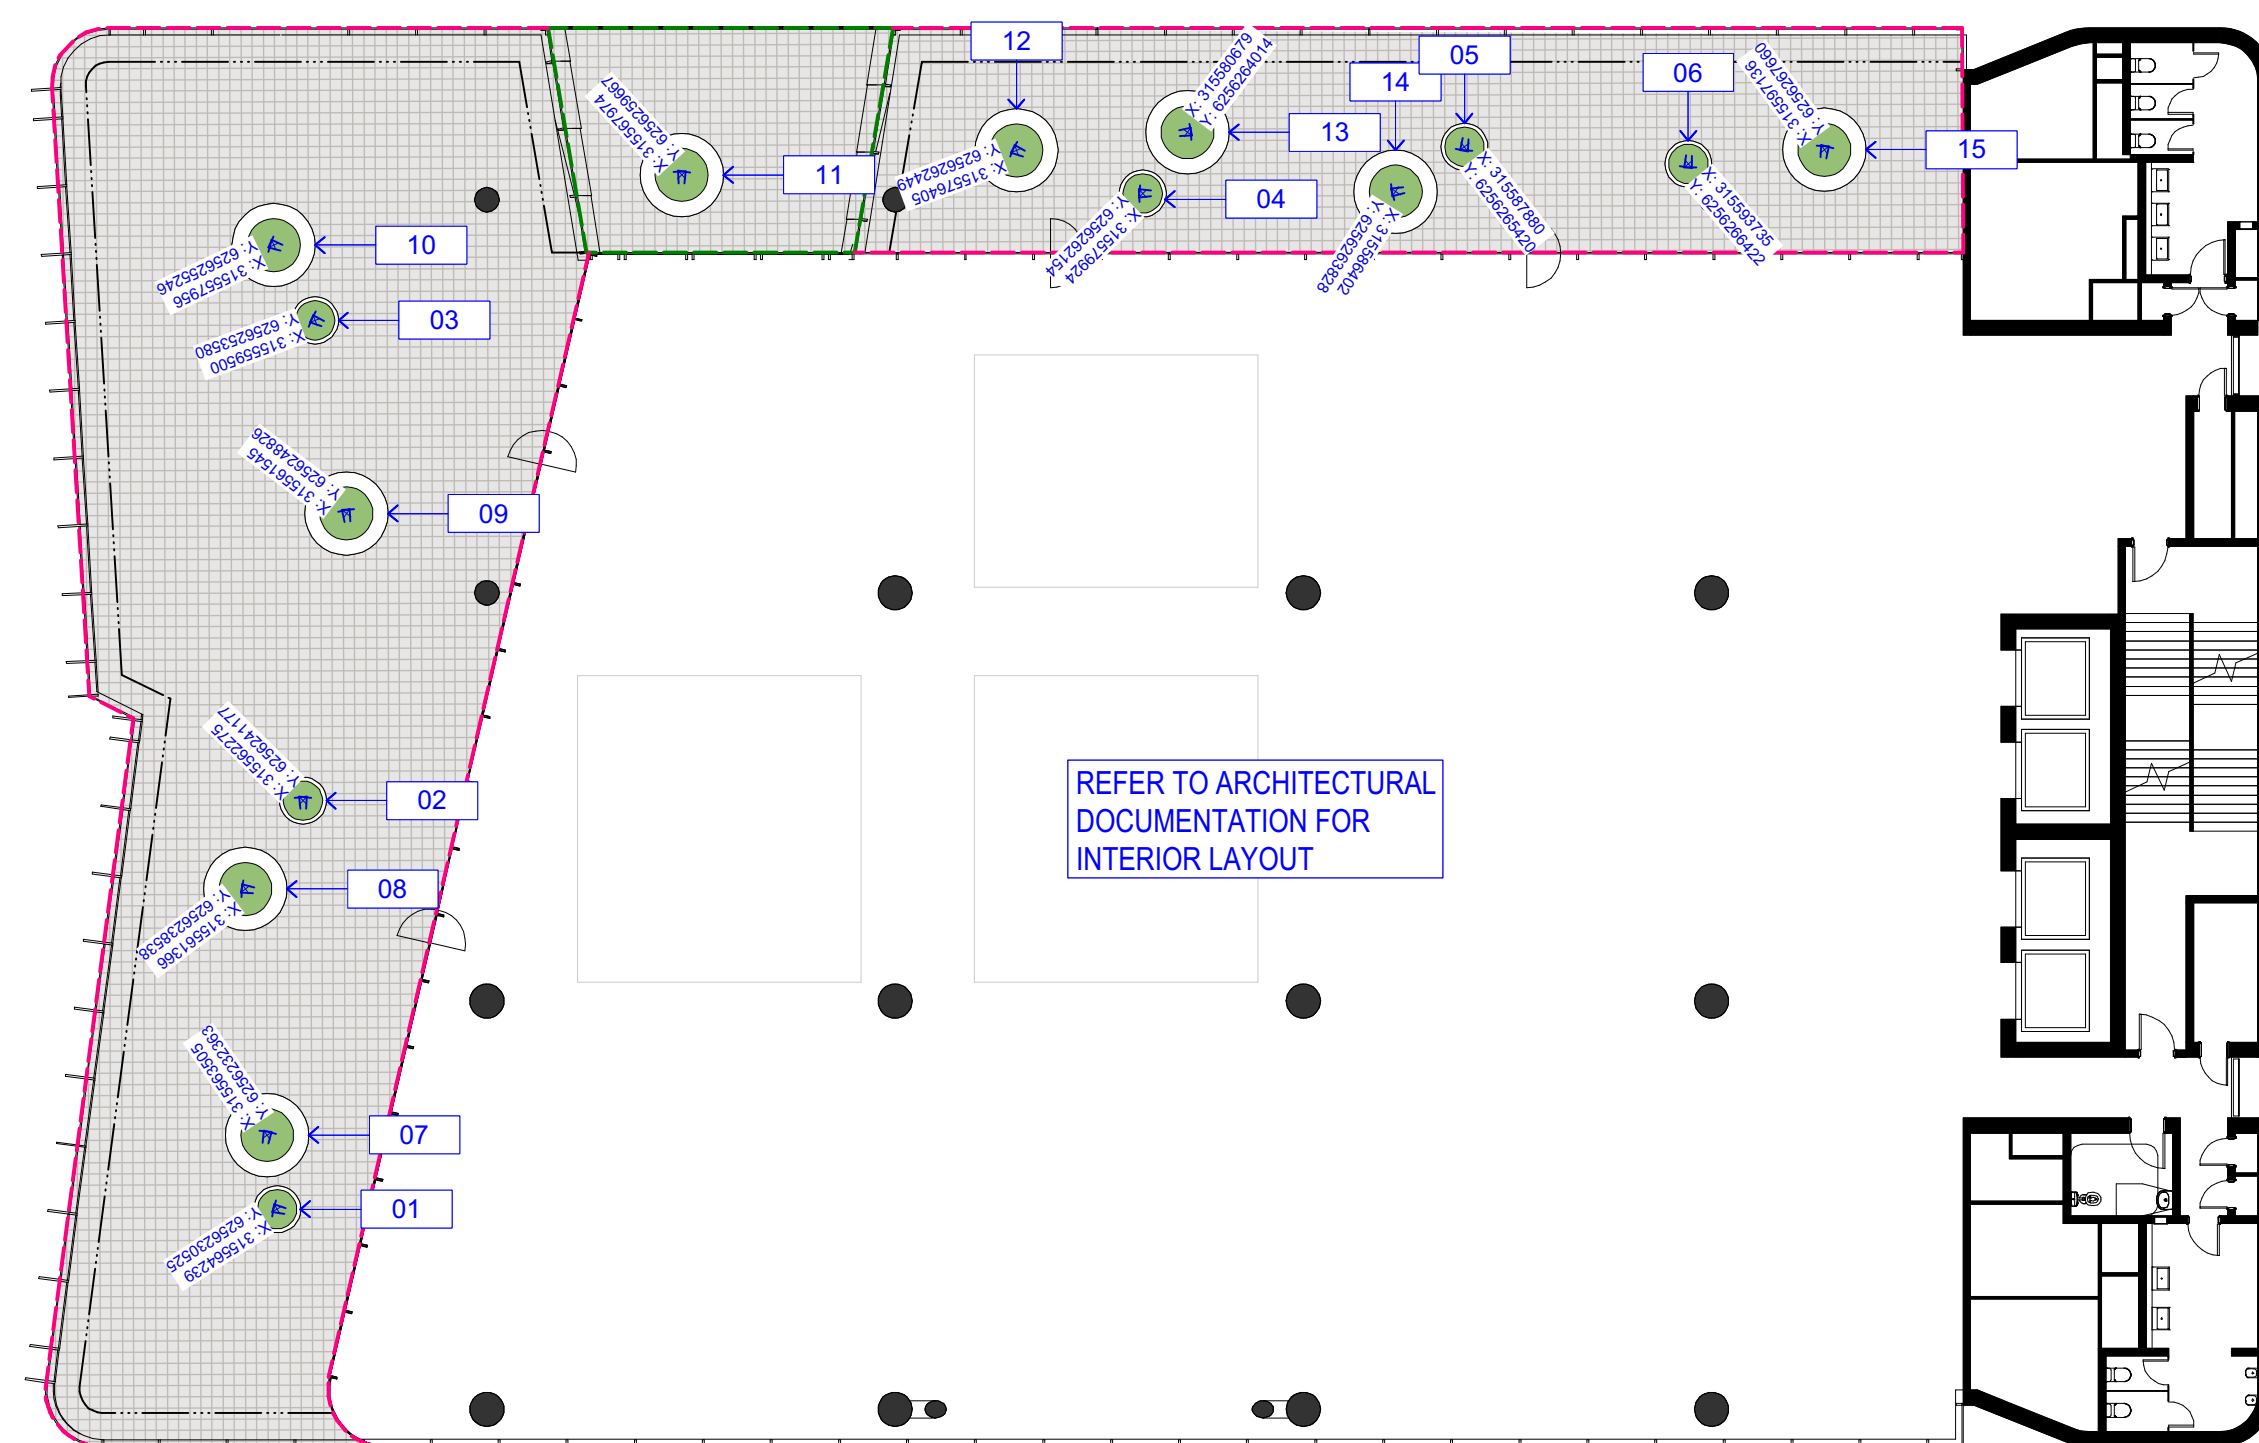 12
X: 315580679
Y: 6256264014
05
14
06
X: 315597136
Y: 6256267660
13
15
X: 315567974
Y: 6256259667
11
X: 315576405
Y: 6256262449
04
X: 315579924
Y: 6256262154
X: 315586402
Y: 6256263828
X: 315587880
Y: 6256265420
X: 315593735
Y: 6256266422
10
X: 315557956
Y: 6256255246
03
X: 315559500
Y: 6256253580
X: 315561545
Y: 6256248826
09
X: 315562275
Y: 6256241177
02
REFER TO ARCHITECTURAL
DOCUMENTATION FOR
INTERIOR LAYOUT
08
X: 315561366
Y: 6256238538
X: 315563505
Y: 6256232363
07
01
X: 315564239
Y: 6256230525